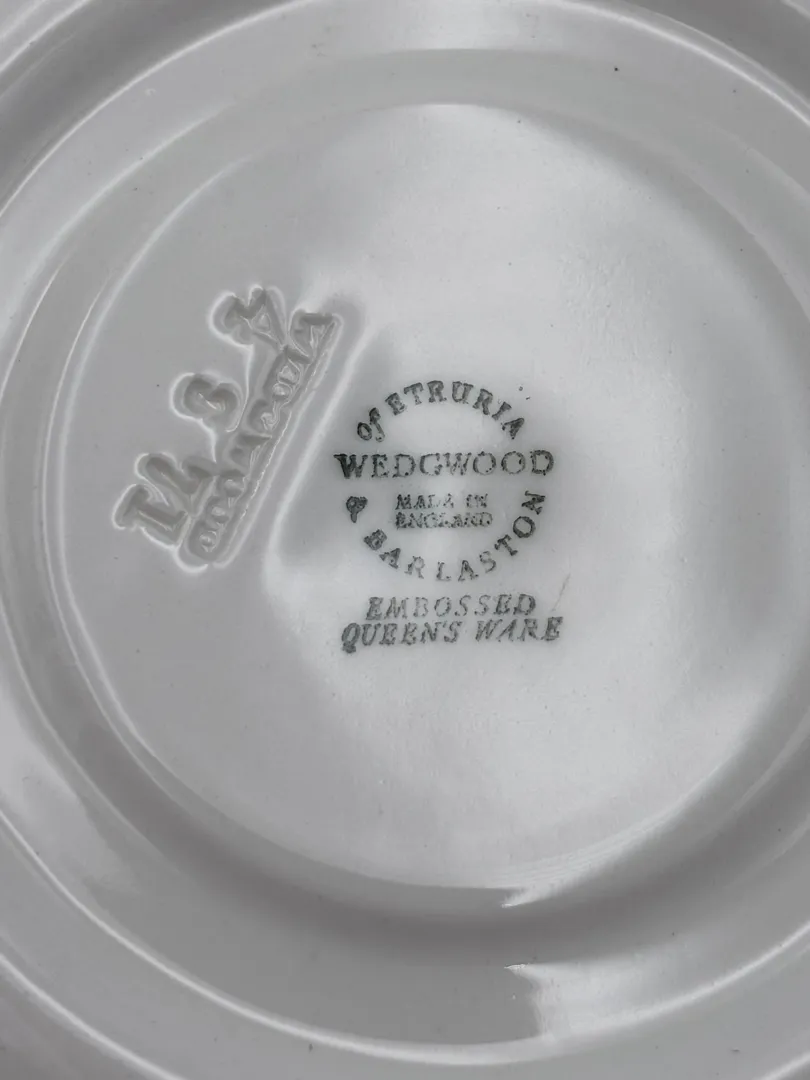 of ETRURIA
WEDGWOOD
MADE IN
ENGLAND
& BARLASTON
EMBOSSED
QUEEN'S WARE